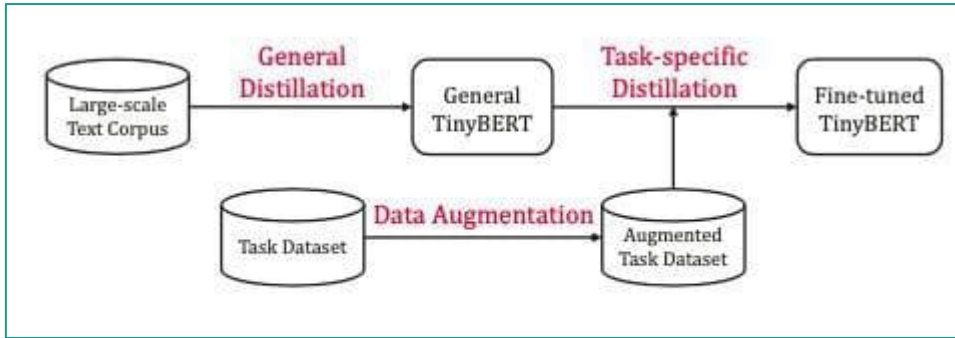 General
Distillation
Task-specific
Distillation
Large-scale
Text Corpus
General
TinyBERT
Fine-tuned
TinyBERT
Data Augmentation
Task Dataset
Augmented
Task Dataset